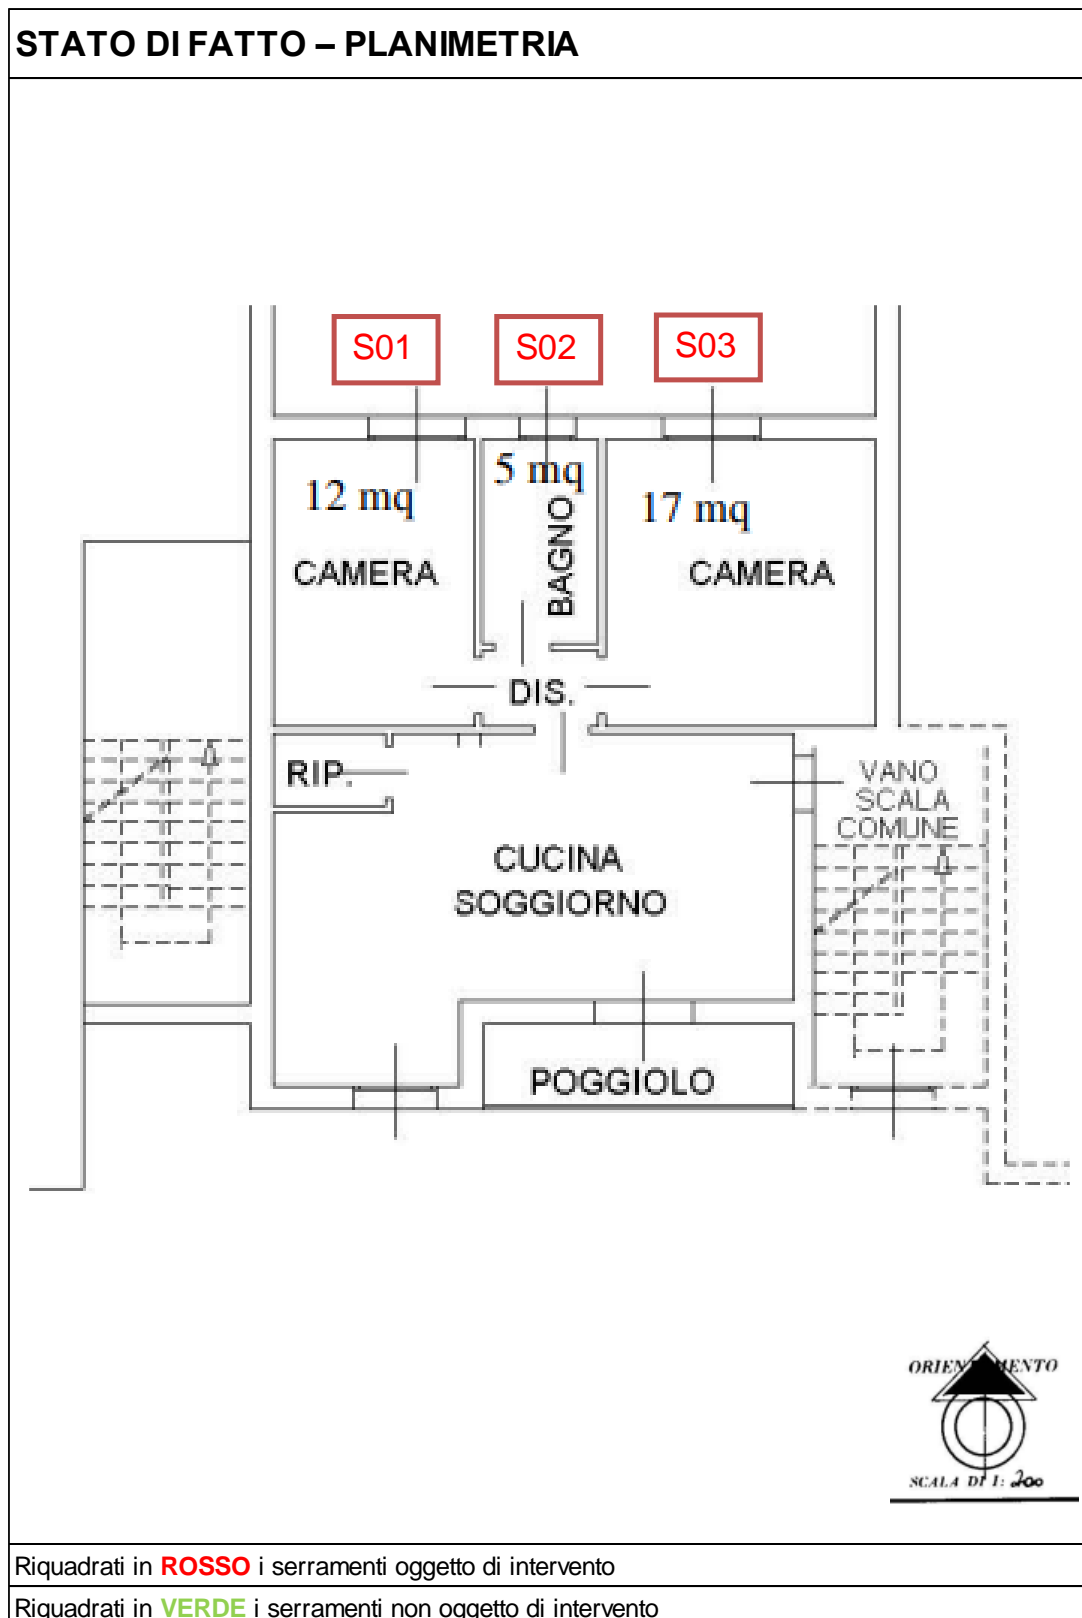 STATO DI FATTO – PLANIMETRIA
S01
S02
S03
12 mq
5 mq
17 mq
CAMERA
BAGNO
CAMERA
DIS.
RIP.
VANO
SCALA
COMUNE
CUCINA
SOGGIORNO
POGGIOLO
ORIENTAMENTO
SCALA DI 1: 200
Riquadrati in ROSSO i serramenti oggetto di intervento
Riquadrati in VERDE i serramenti non oggetto di intervento